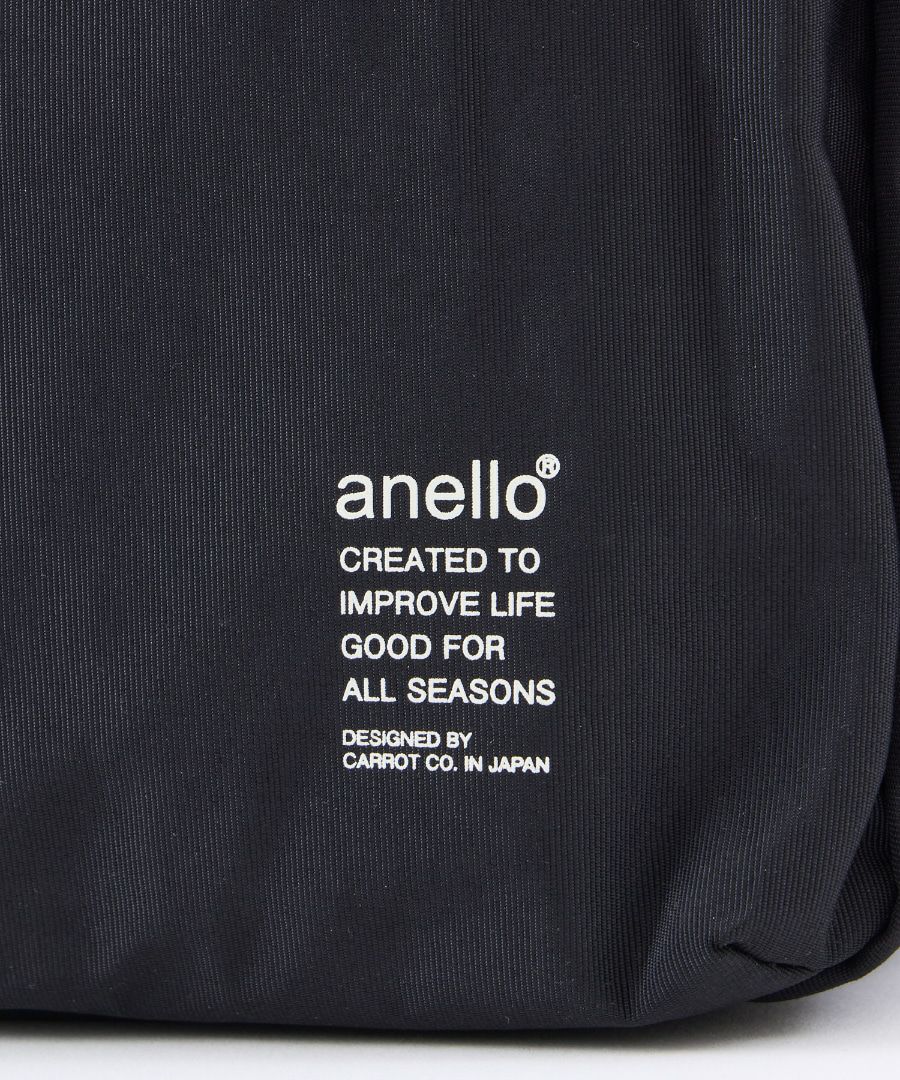 anello®
CREATED TO
IMPROVE LIFE
GOOD FOR
ALL SEASONS
DESIGNED BY
CARROT CO. IN JAPAN